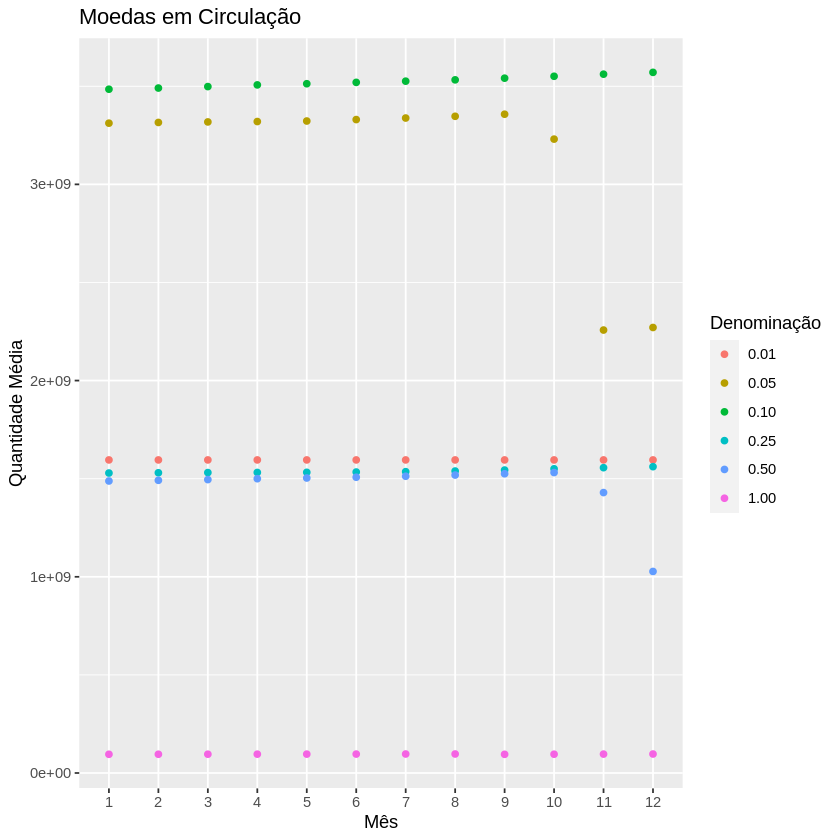 Moedas em Circulação
Quantidade Média
3e+09
2e+09
1e+09
0e+00
1 2 3 4 5 6 7 8 9 10 11 12
Mês
Denominação
0.01
0.05
0.10
0.25
0.50
1.00